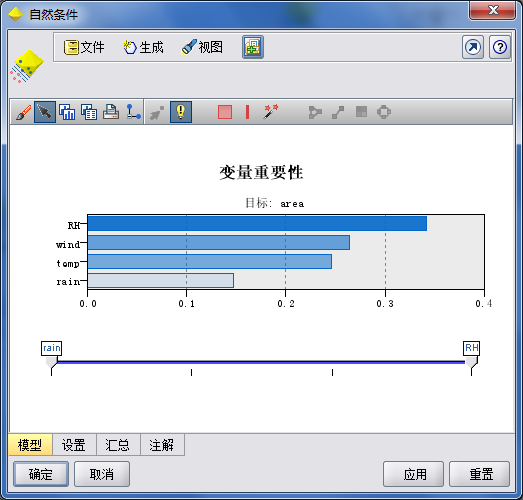 自然条件
文件 生成 视图
变量重要性
目标: area
RH
wind
temp
rain
0.0 0.1 0.2 0.3 0.4
rain RH
模型 设置 汇总 注解
确定 取消 应用 重置